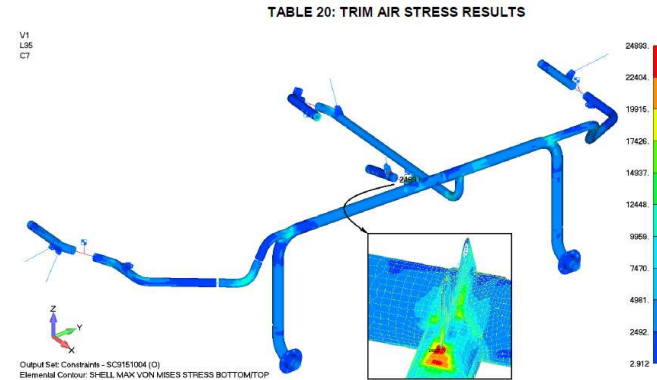 TABLE 20: TRIM AIR STRESS RESULTS
V1
L35
C7
24893.
22404.
19915.
17426.
14937.
12448.
9959.
7470.
4981.
2492.
2.912
Z
Y
X
Output Set: Constraints - SC9151004 (O)
Elemental Contour: SHELL MAX VON MISES STRESS BOTTOM/TOP